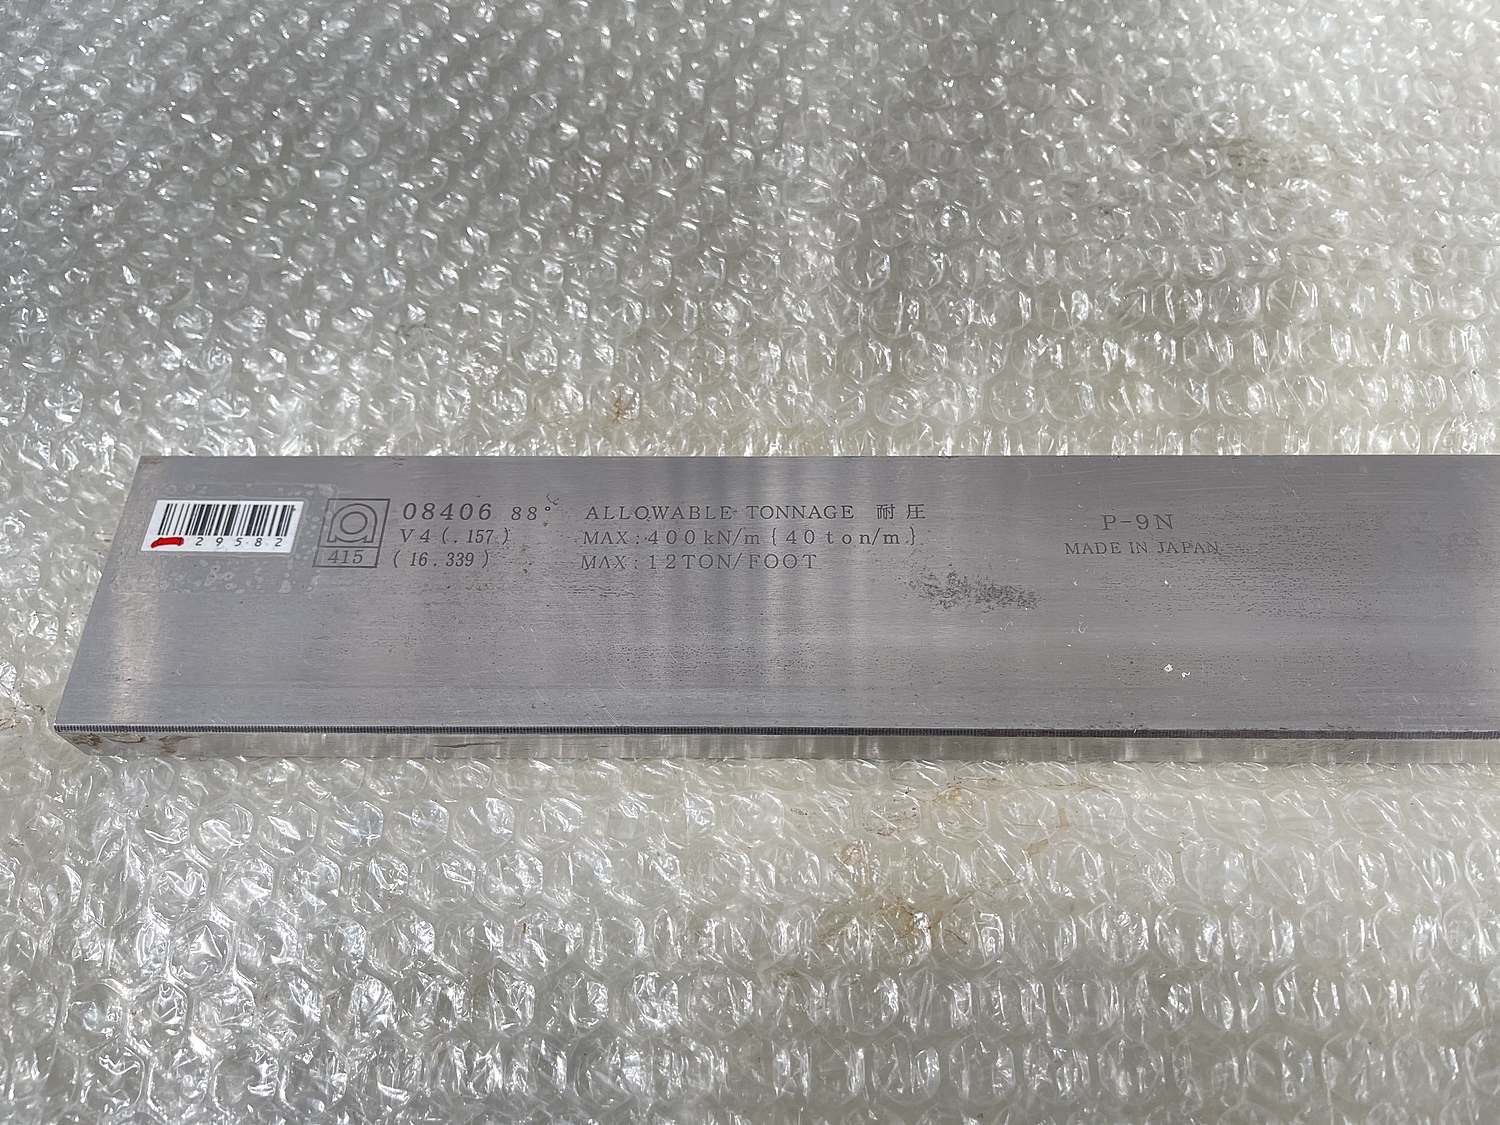 29582
415
08406 88°
V4(.157)
(16.339)
ALLOWABLE TONNAGE 耐圧
MAX:400kN/m{40ton/m}
MAX:12TON/FOOT
P-9N
MADE IN JAPAN